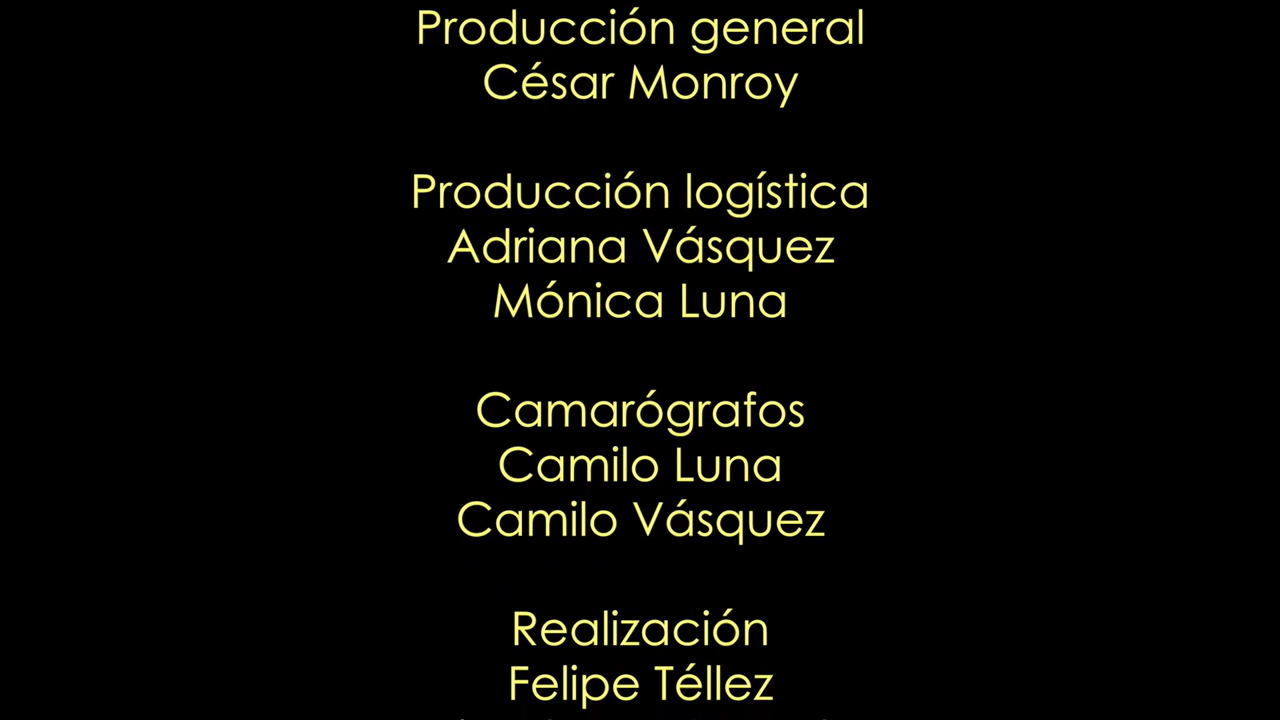 Producción general
César Monroy
Producción logística
Adriana Vásquez
Mónica Luna
Camarógrafos
Camilo Luna
Camilo Vásquez
Realización
Felipe Téllez